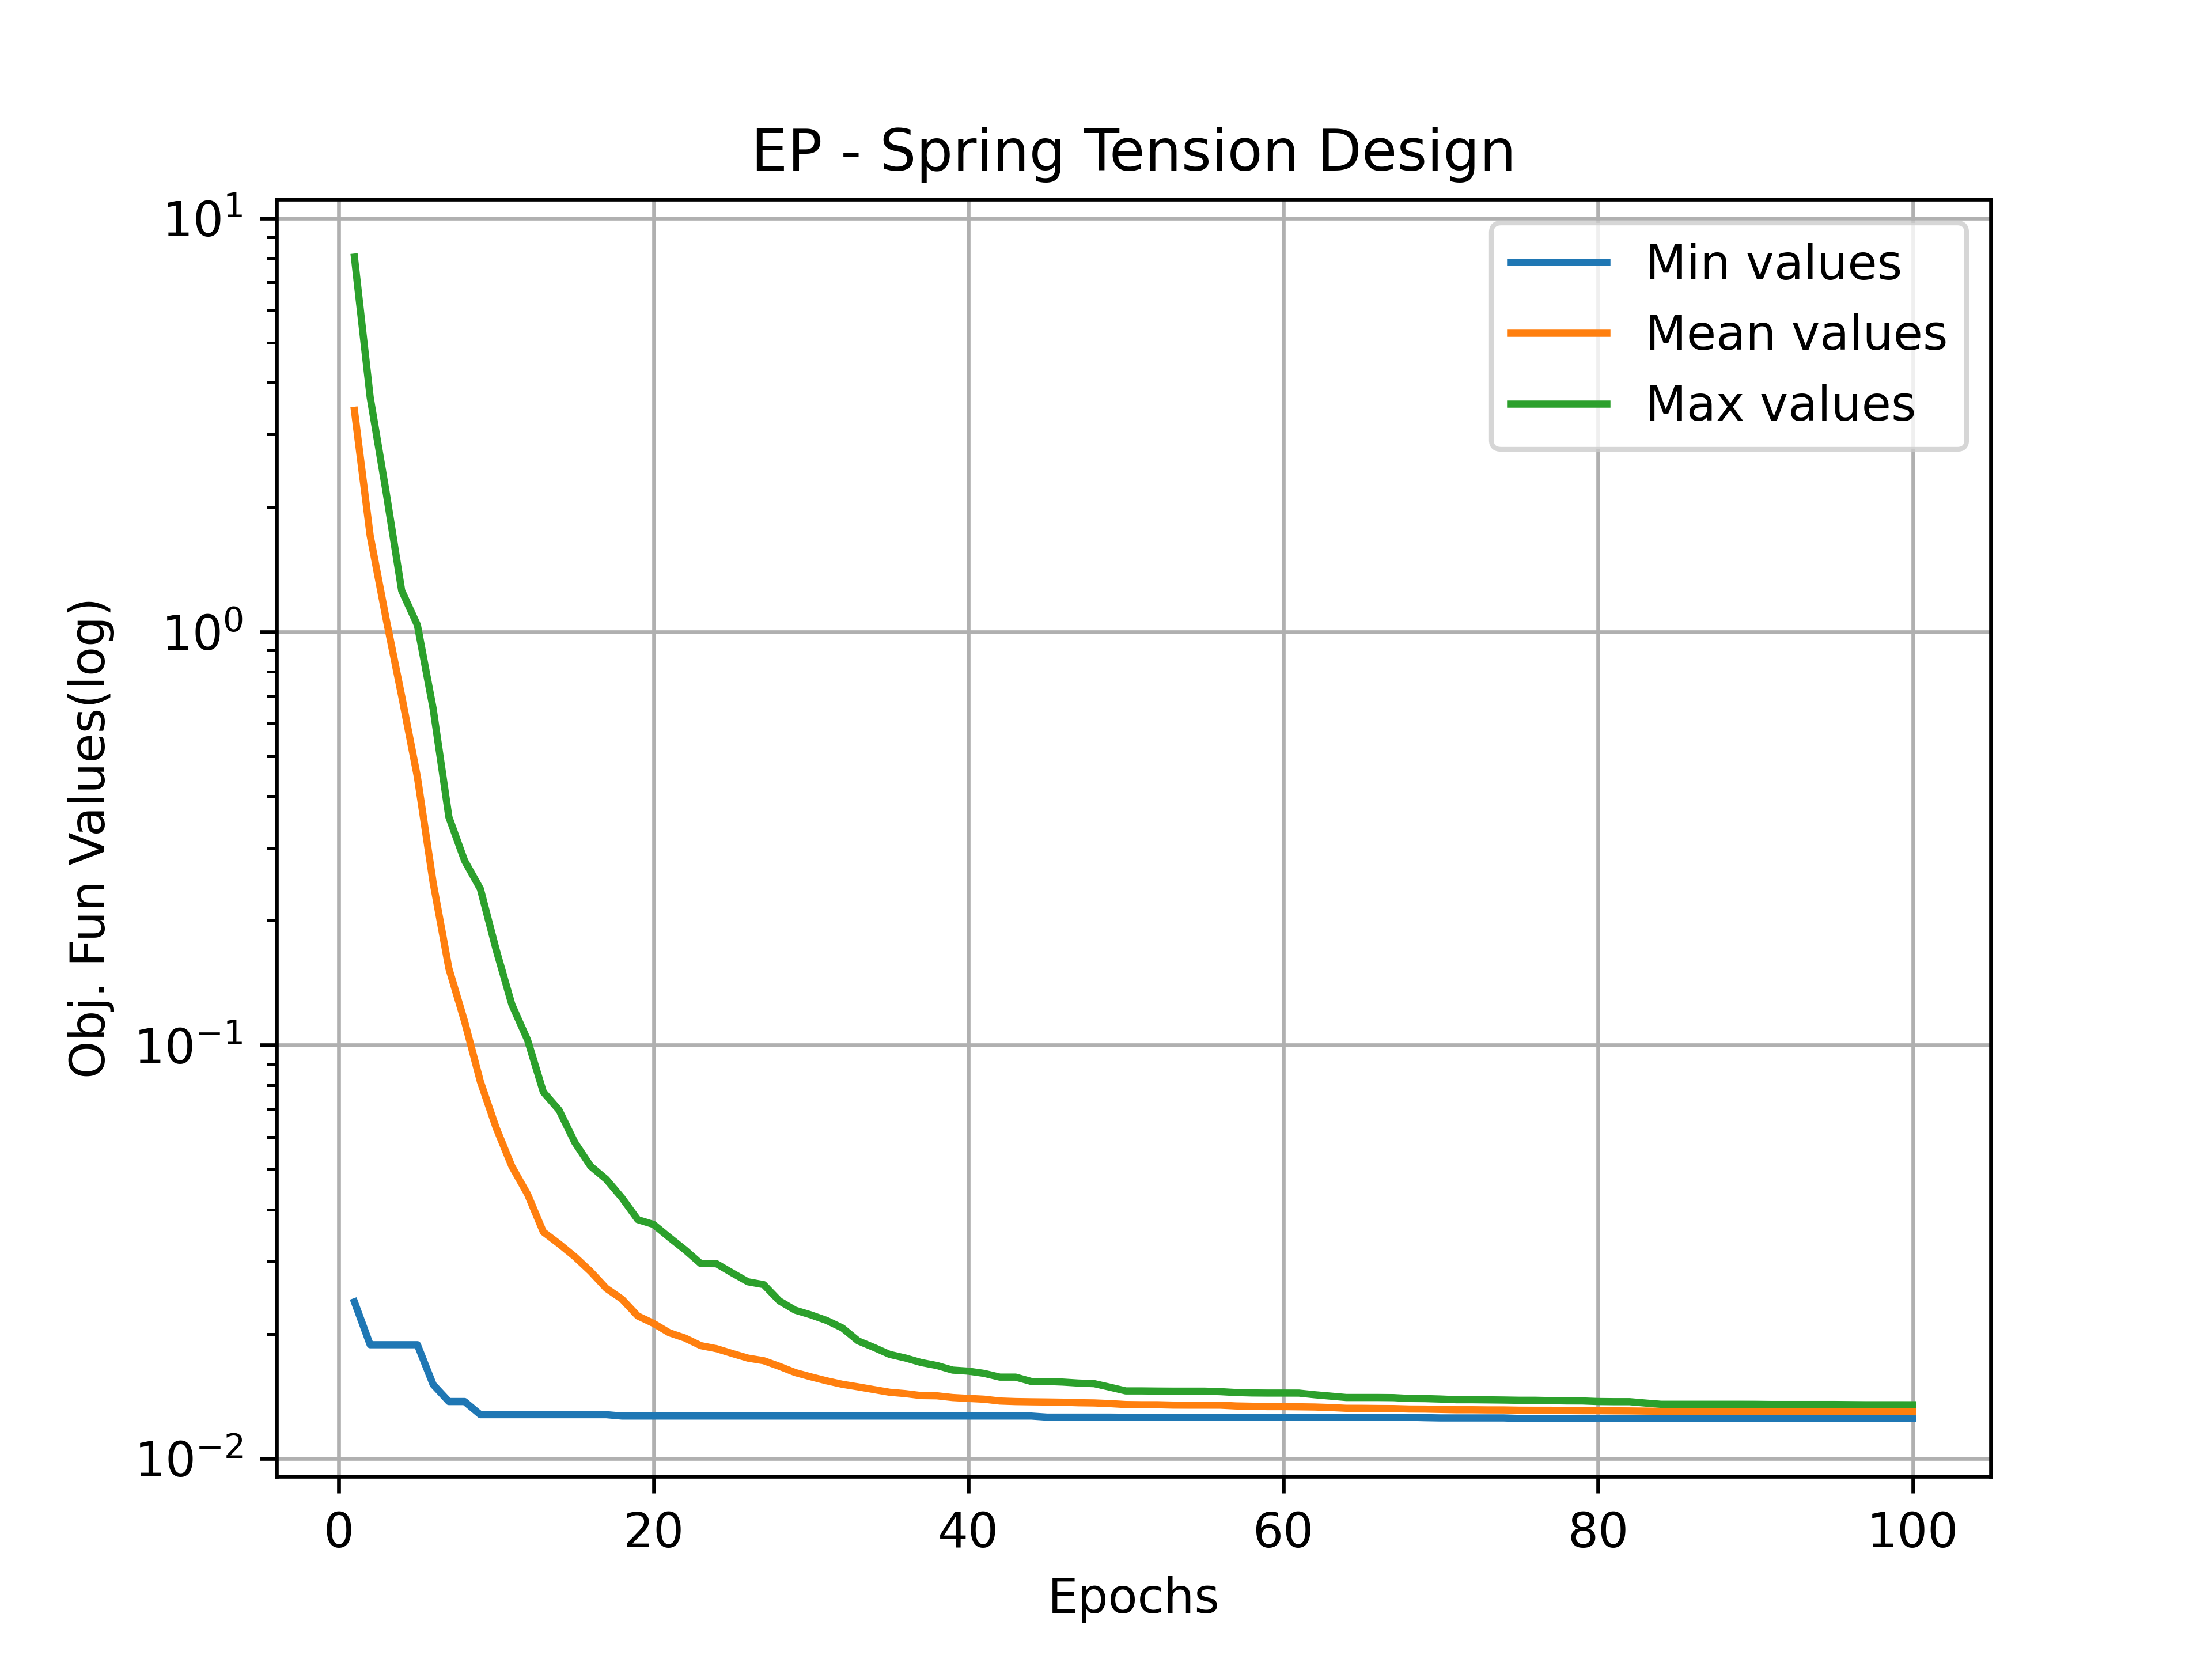 EP - Spring Tension Design
Obj. Fun Values(log)
10¹
10⁰
10⁻¹
10⁻²
Min values
Mean values
Max values
0 20 40 60 80 100
Epochs